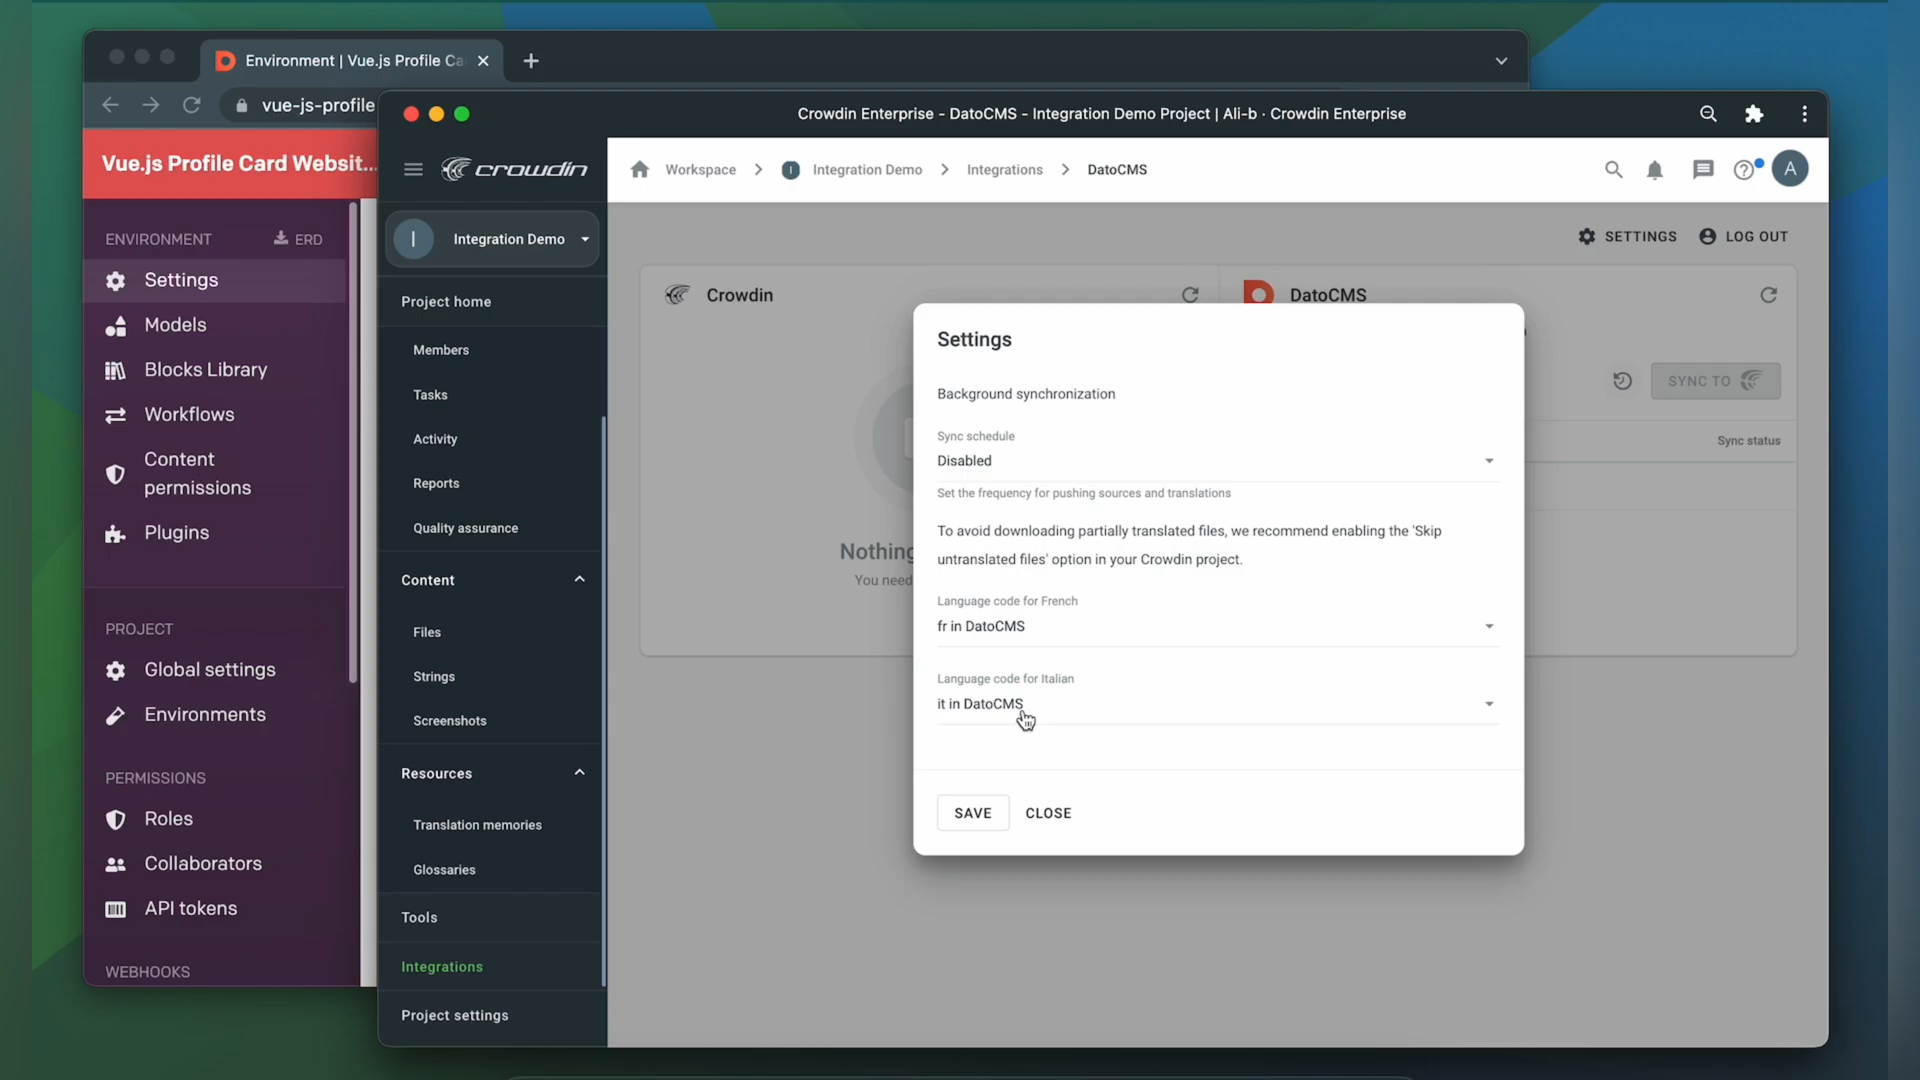 Environment | Vue.js Profile Ca
vue-js-profile
Vue.js Profile Card Websit...
ENVIRONMENT
ERD
Settings
Models
Blocks Library
Workflows
Content
permissions
Plugins
PROJECT
Global settings
Environments
PERMISSIONS
Roles
Collaborators
API tokens
WEBHOOKS
Crowdin Enterprise - DatoCMS - Integration Demo Project | Ali-b · Crowdin Enterprise
crowdin
Workspace
I
Integration Demo
Integrations
DatoCMS
A
I
Integration Demo
Project home
Members
Tasks
Activity
Reports
Quality assurance
Content
Files
Strings
Screenshots
Resources
Translation memories
Glossaries
Tools
Integrations
Project settings
SETTINGS
LOG OUT
Crowdin
DatoCMS
SYNC TO
Sync status
Nothing
You need
Settings
Background synchronization
Sync schedule
Disabled
Set the frequency for pushing sources and translations
To avoid downloading partially translated files, we recommend enabling the 'Skip
untranslated files' option in your Crowdin project.
Language code for French
fr in DatoCMS
Language code for Italian
it in DatoCMS
SAVE
CLOSE